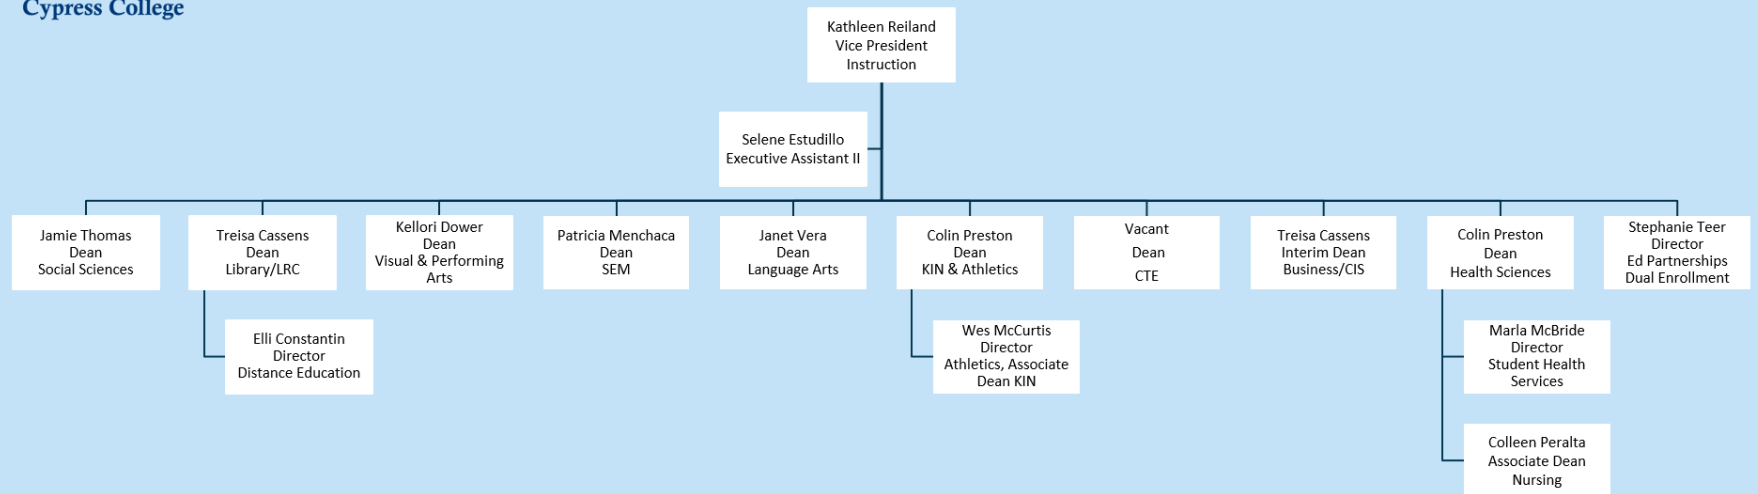 Cypress College
Kathleen Reiland
Vice President
Instruction
Selene Estudillo
Executive Assistant II
Jamie Thomas
Dean
Social Sciences
Treisa Cassens
Dean
Library/LRC
Kellori Dower
Dean
Visual & Performing
Arts
Patricia Menchaca
Dean
SEM
Janet Vera
Dean
Language Arts
Colin Preston
Dean
KIN & Athletics
Vacant
Dean
CTE
Treisa Cassens
Interim Dean
Business/CIS
Colin Preston
Dean
Health Sciences
Stephanie Teer
Director
Ed Partnerships
Dual Enrollment
Elli Constantin
Director
Distance Education
Wes McCurtis
Director
Athletics, Associate
Dean KIN
Marla McBride
Director
Student Health
Services
Colleen Peralta
Associate Dean
Nursing